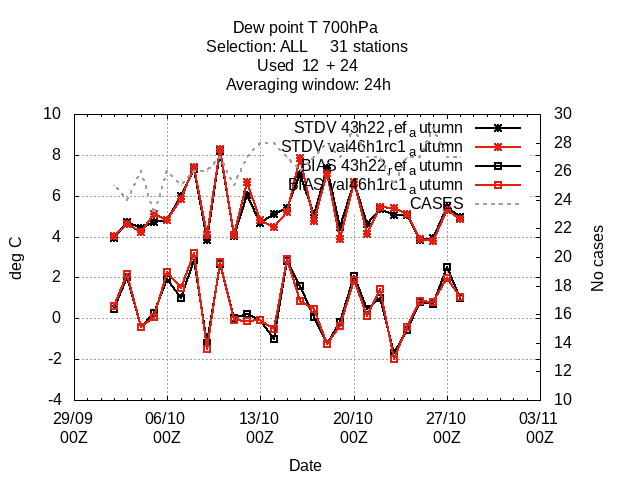 Dew point T 700hPa
Selection: ALL     31 stations
Used  12  + 24
Averaging window: 24h
10 30
STDV 43h22_ref_autumn 28
8 STDV vai46h1rc1_autumn
BIAS 43h22_ref_autumn 26
6 BIAS vai46h1rc1_autumn
CASES 24
4 22
2 20
18
0 16
-2 14
12
-4 10
deg C
No cases
29/09 06/10 13/10 20/10 27/10 03/11
00Z 00Z 00Z 00Z 00Z 00Z
Date